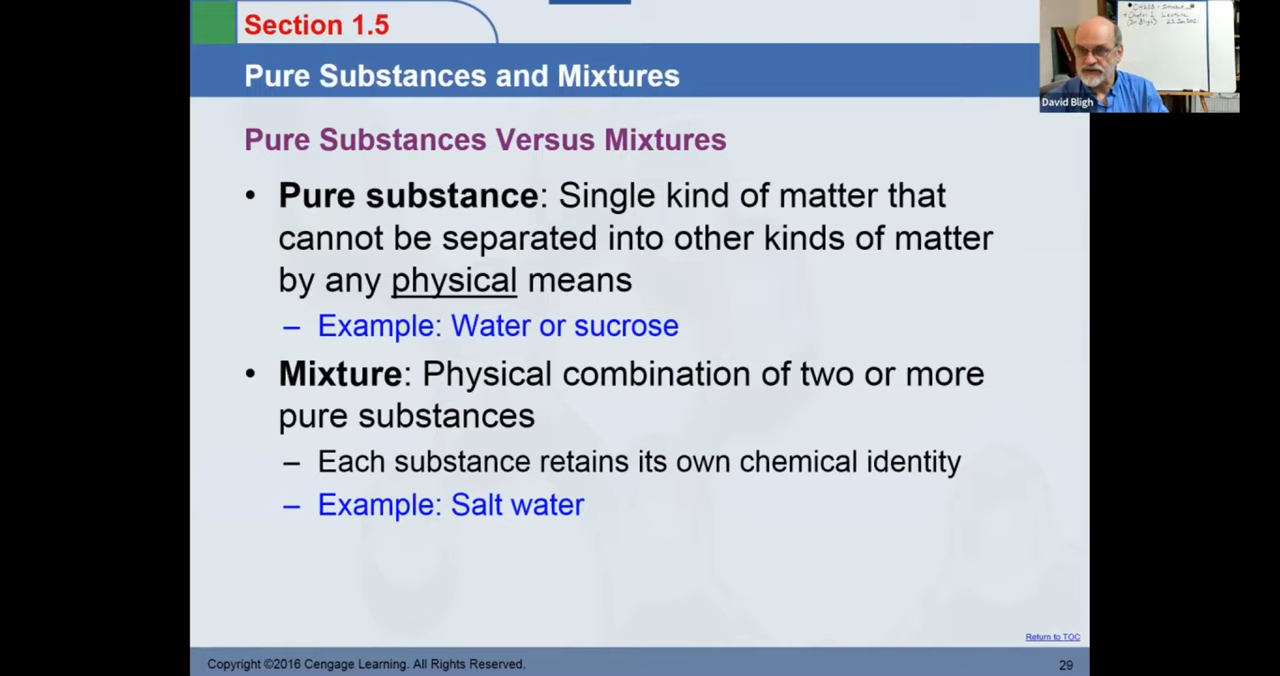 Section 1.5
Pure Substances and Mixtures
David Bligh
Pure Substances Versus Mixtures
• Pure substance: Single kind of matter that
cannot be separated into other kinds of matter
by any physical means
– Example: Water or sucrose
• Mixture: Physical combination of two or more
pure substances
– Each substance retains its own chemical identity
– Example: Salt water
Return to TOC
Copyright ©2016 Cengage Learning. All Rights Reserved.
29